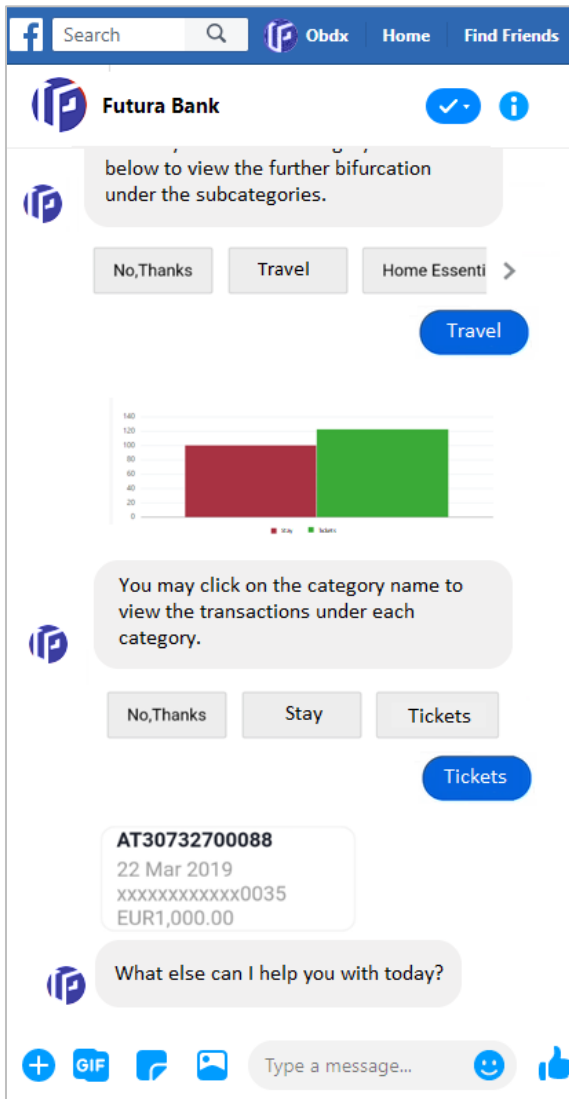 Search
Obdx
Home
Find Friends
Futura Bank
below to view the further bifurcation
under the subcategories.
No,Thanks
Travel
Home Essenti
Travel
140
120
100
80
60
40
20
0
Stay
Tickets
You may click on the category name to
view the transactions under each
category.
No,Thanks
Stay
Tickets
Tickets
AT30732700088
22 Mar 2019
xxxxxxxxxxxx0035
EUR1,000.00
What else can I help you with today?
GIF
Type a message...